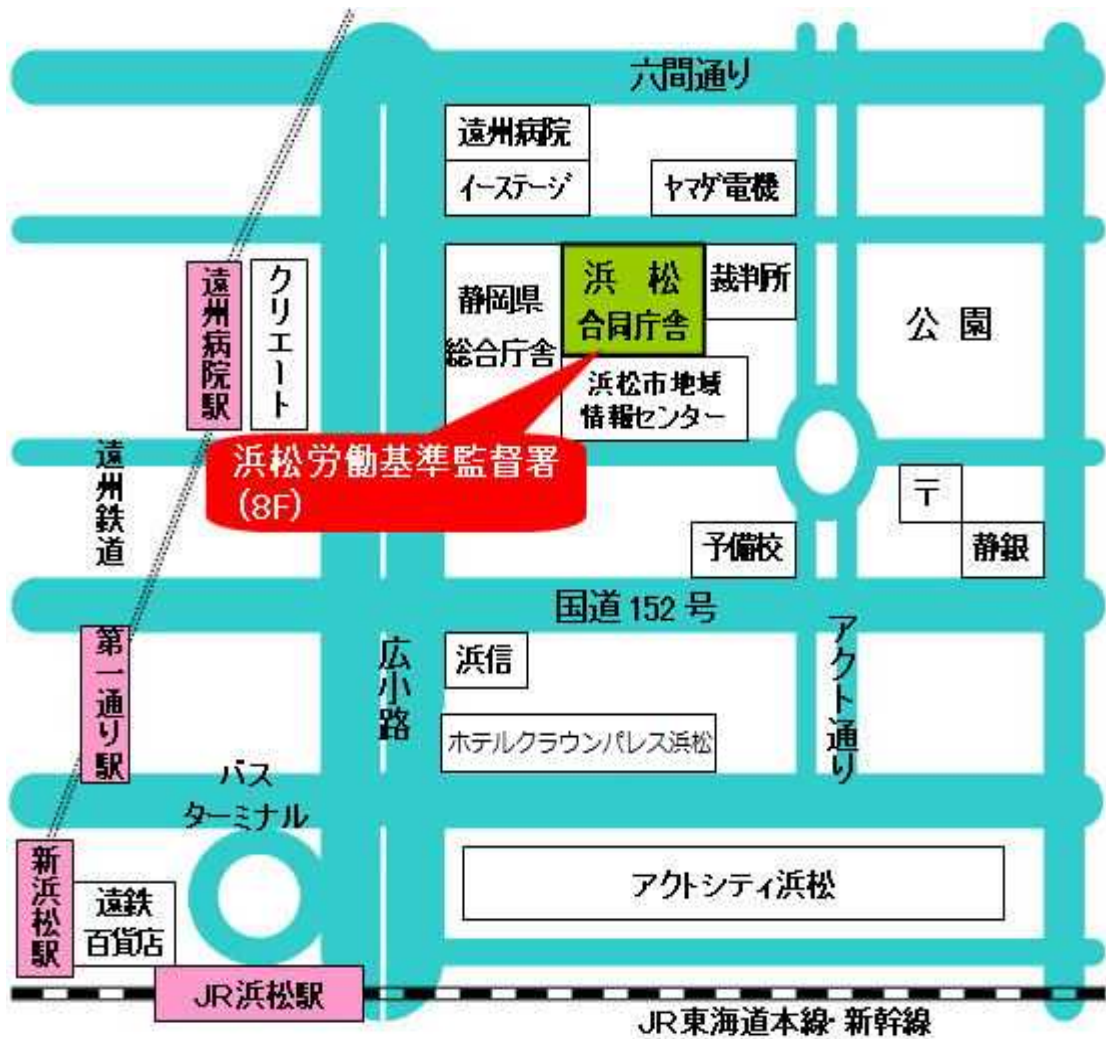 六間通り
遠州病院
イーステージ
ヤマダ電機
遠州病院駅
クリエート
静岡県
総合庁舎
浜松
合同庁舎
裁判所
公園
浜松市地域
情報センター
浜松労働基準監督署
(8F)
遠州鉄道
〒
予備校
静銀
国道152号
第一通り駅
広小路
浜信
アクト通り
ホテルクラウンパレス浜松
バス
ターミナル
新浜松駅
遠鉄
百貨店
アクトシティ浜松
JR浜松駅
JR東海道本線・新幹線